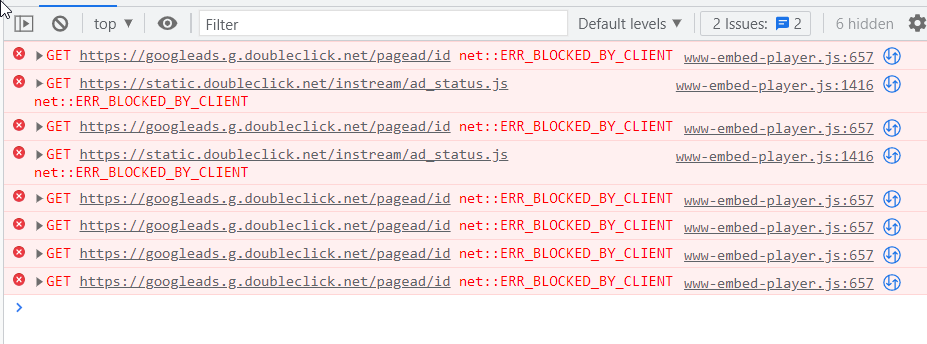 top ▼ Filter Default levels ▼ 2 Issues: 2 6 hidden
GET https://googleads.g.doubleclick.net/pagead/id net::ERR_BLOCKED_BY_CLIENT www-embed-player.js:657
GET https://static.doubleclick.net/instream/ad_status.js www-embed-player.js:1416
net::ERR_BLOCKED_BY_CLIENT
GET https://googleads.g.doubleclick.net/pagead/id net::ERR_BLOCKED_BY_CLIENT www-embed-player.js:657
GET https://static.doubleclick.net/instream/ad_status.js www-embed-player.js:1416
net::ERR_BLOCKED_BY_CLIENT
GET https://googleads.g.doubleclick.net/pagead/id net::ERR_BLOCKED_BY_CLIENT www-embed-player.js:657
GET https://googleads.g.doubleclick.net/pagead/id net::ERR_BLOCKED_BY_CLIENT www-embed-player.js:657
GET https://googleads.g.doubleclick.net/pagead/id net::ERR_BLOCKED_BY_CLIENT www-embed-player.js:657
GET https://googleads.g.doubleclick.net/pagead/id net::ERR_BLOCKED_BY_CLIENT www-embed-player.js:657